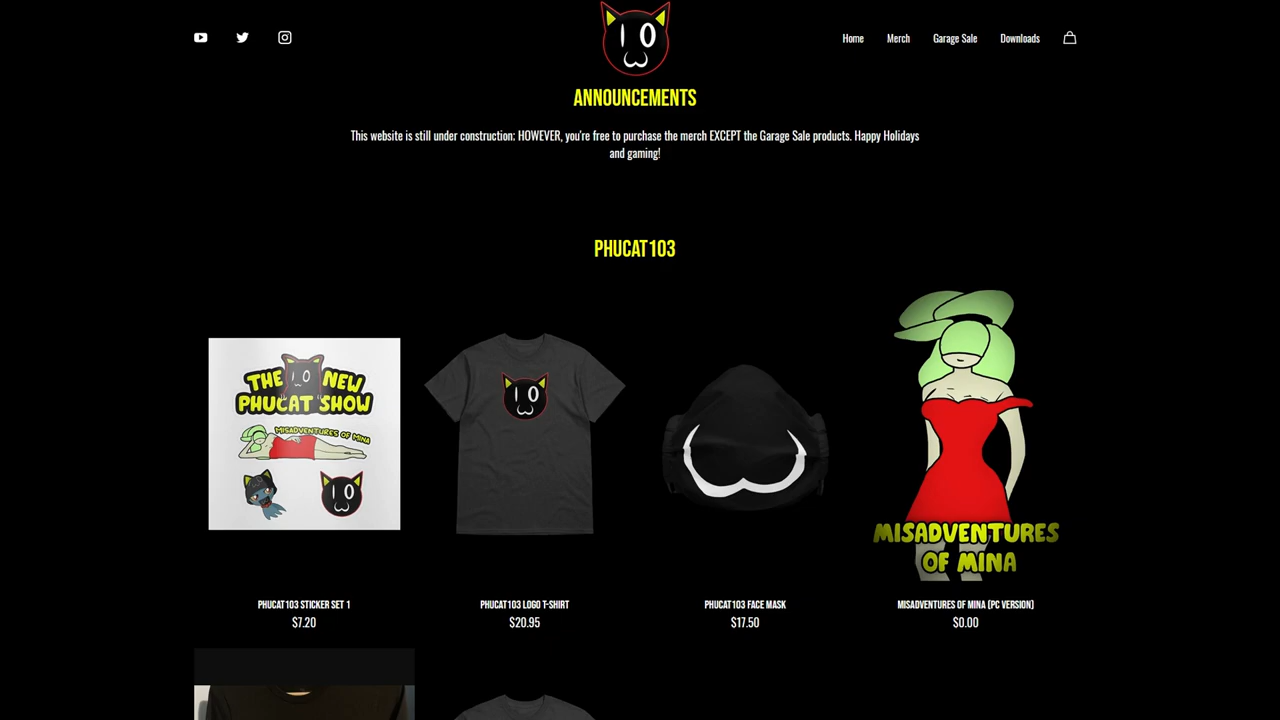 Home Merch Garage Sale Downloads
ANNOUNCEMENTS
This website is still under construction; HOWEVER, you're free to purchase the merch EXCEPT the Garage Sale products. Happy Holidays
and gaming!
PHUCAT103
THE NEW
PHUCAT SHOW
MISADVENTURES OF MINA
MISADVENTURES
OF MINA
PHUCAT103 STICKER SET 1
$7.20
PHUCAT103 LOGO T-SHIRT
$20.95
PHUCAT103 FACE MASK
$17.50
MISADVENTURES OF MINA (PC VERSION)
$0.00